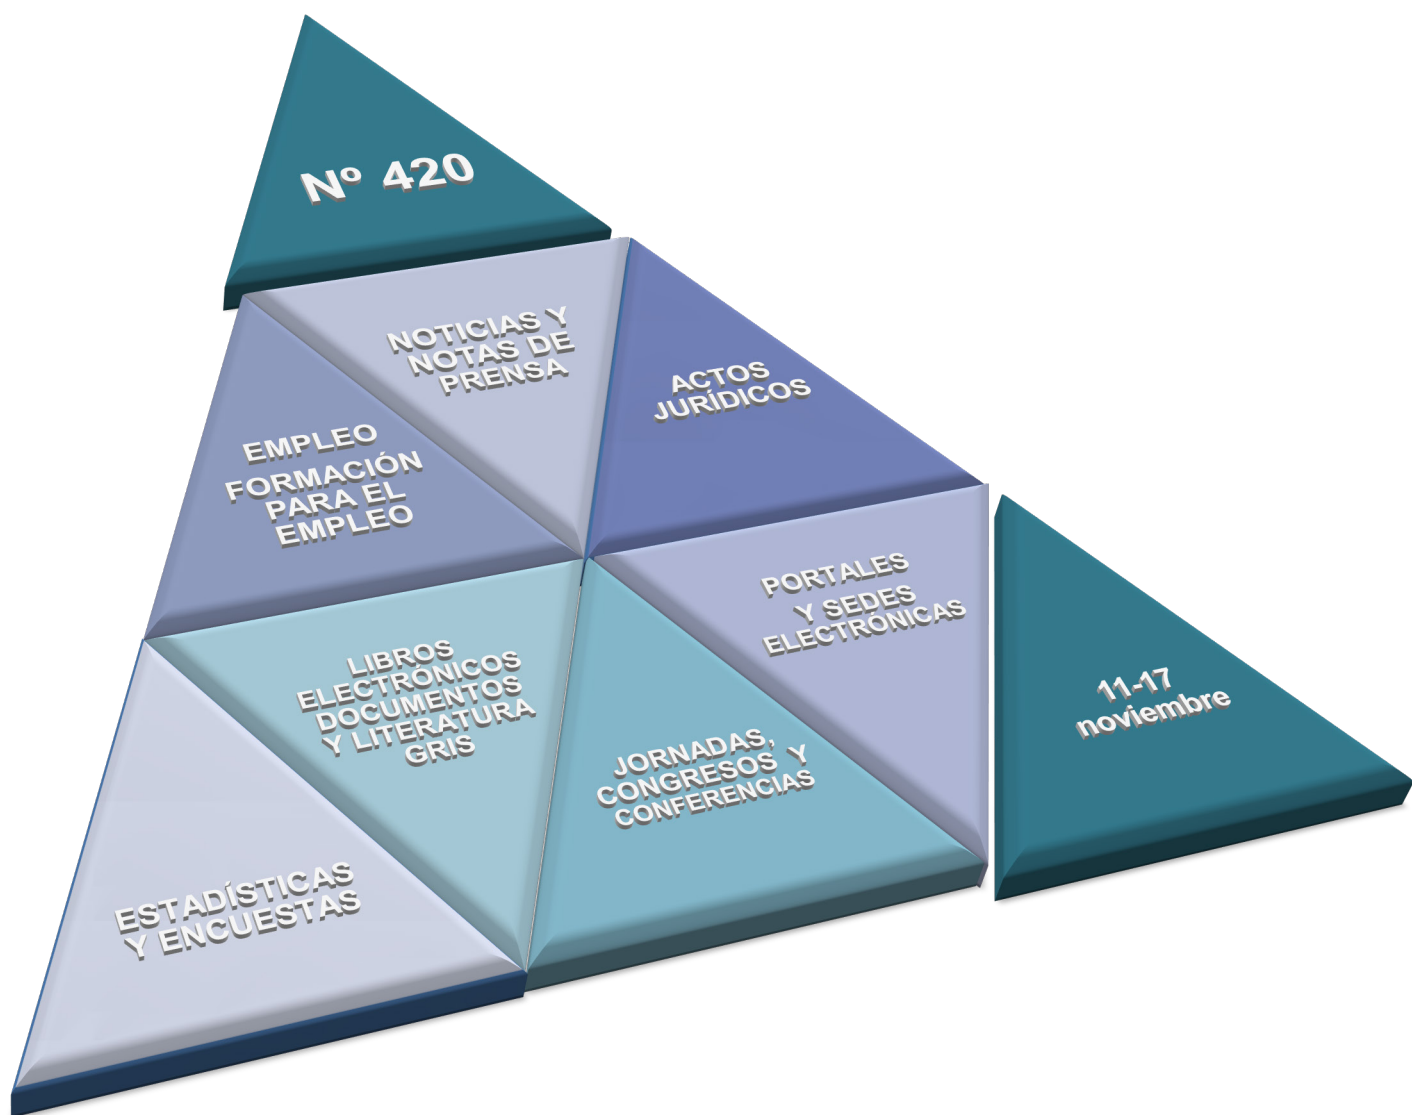 Nº 420
NOTICIAS Y
NOTAS DE
PRENSA
ACTOS
JURÍDICOS
EMPLEO
FORMACIÓN
PARA EL
EMPLEO
PORTALES
Y SEDES
ELECTRÓNICAS
LIBROS
ELECTRÓNICOS
DOCUMENTOS
Y LITERATURA
GRIS
JORNADAS,
CONGRESOS Y
CONFERENCIAS
11-17
noviembre
ESTADÍSTICAS
Y ENCUESTAS